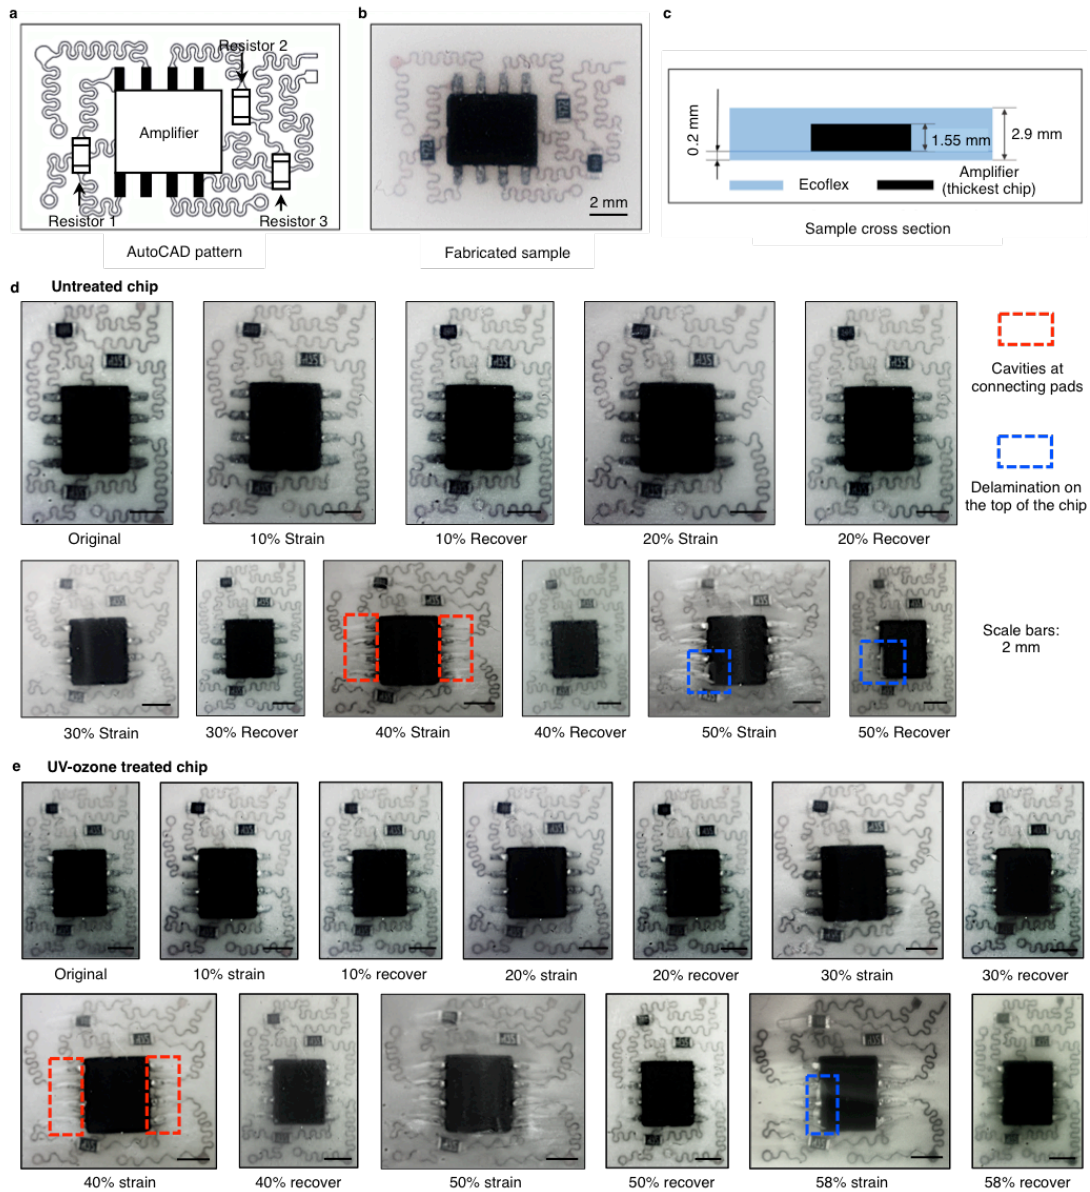 a
b
c
Resistor 2
Amplifier
Resistor 1
Resistor 3
AutoCAD pattern
2 mm
Fabricated sample
0.2 mm
1.55 mm
2.9 mm
Ecoflex
Amplifier
(thickest chip)
Sample cross section
d Untreated chip
Original
10% Strain
10% Recover
20% Strain
20% Recover
Cavities at
connecting pads
Delamination on
the top of the chip
30% Strain
30% Recover
40% Strain
40% Recover
50% Strain
50% Recover
Scale bars:
2 mm
e UV-ozone treated chip
Original
10% strain
10% recover
20% strain
20% recover
30% strain
30% recover
40% strain
40% recover
50% strain
50% recover
58% strain
58% recover